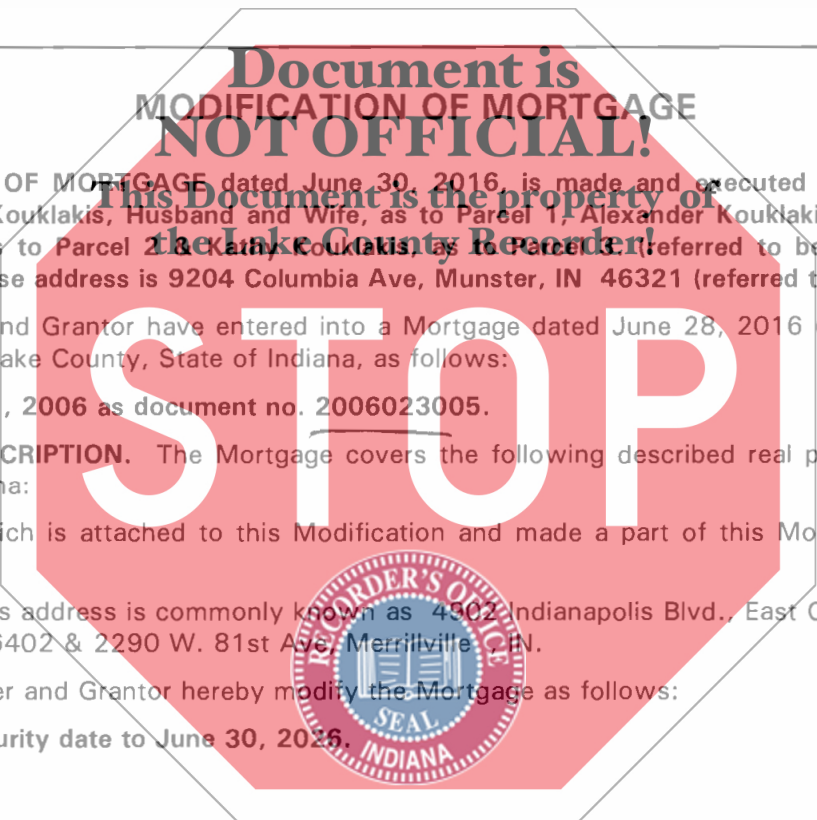 Document is
MODIFICATION OF MORTGAGE
NOT OFFICIAL!
OF MORTGAGE dated June 30, 2016, is made and executed
This Document is the property of
Kouklakis, Husband and Wife, as to Parcel 1, Alexander Kouklaki
the Lake County Recorder!
to Parcel 2 & Kathy Kouklakis, as to Parcel 3. (referred to be
se address is 9204 Columbia Ave, Munster, IN 46321 (referred t
nd Grantor have entered into a Mortgage dated June 28, 2016
ake County, State of Indiana, as follows:
STOP
, 2006 as document no. 2006023005.
CRIPTION. The Mortgage covers the following described real p
na:
ich is attached to this Modification and made a part of this Mo
s address is commonly known as 4902 Indianapolis Blvd., East C
6402 & 2290 W. 81st Ave, Merrillville , IN.
er and Grantor hereby modify the Mortgage as follows:
urity date to June 30, 2026.
RECORDER'S OFFICE
SEAL
INDIANA